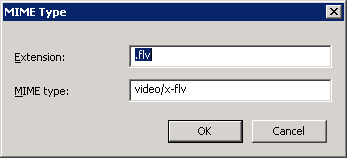 MIME Type
Extension: .flv
MIME type: video/x-flv
OK Cancel